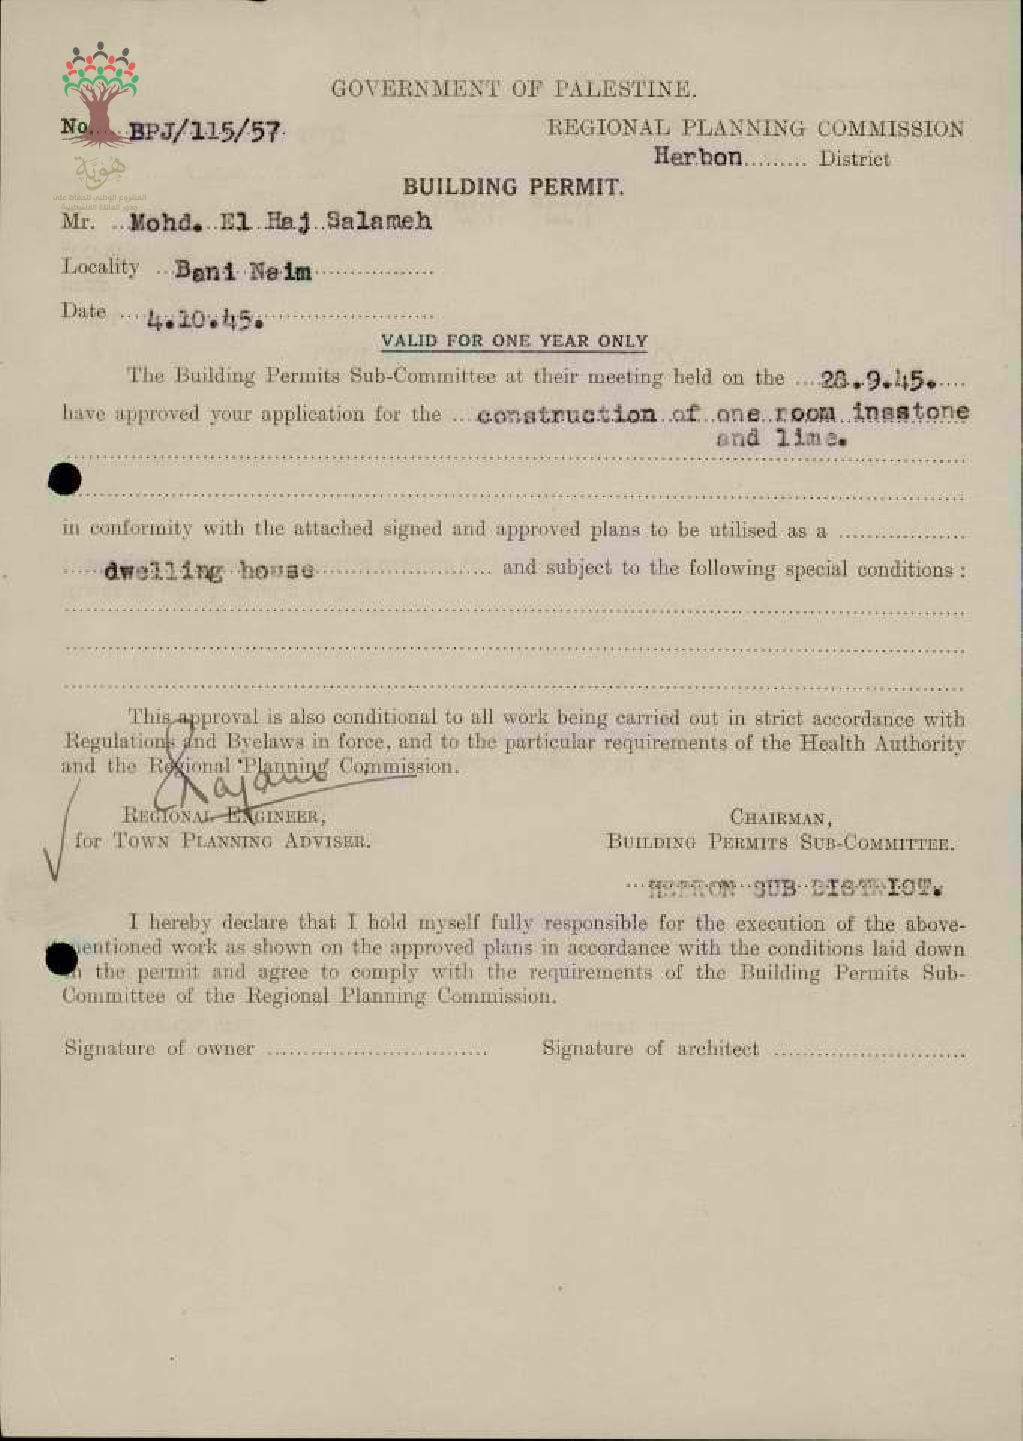 GOVERNMENT OF PALESTINE.
No. BPJ/115/57.
REGIONAL PLANNING COMMISSION
Herbon......... District
هُوِيَّة
المشروع الوطني للحفاظ على
جذور العائلة الفلسطينية
BUILDING PERMIT.
Mr. Mohd. El Haj Salameh
Locality Bani Neim
Date 4.10.45.
VALID FOR ONE YEAR ONLY
The Building Permits Sub-Committee at their meeting held on the 28.9.45.
have approved your application for the construction of one room inastone
and lime.
in conformity with the attached signed and approved plans to be utilised as a
dwelling house and subject to the following special conditions :
This approval is also conditional to all work being carried out in strict accordance with
Regulations and Byelaws in force, and to the particular requirements of the Health Authority
and the Regional Planning Commission.
REGIONAL ENGINEER,
for TOWN PLANNING ADVISER.
CHAIRMAN,
BUILDING PERMITS SUB-COMMITTEE.
HEBRON SUB DISTRICT.
I hereby declare that I hold myself fully responsible for the execution of the above-
mentioned work as shown on the approved plans in accordance with the conditions laid down
in the permit and agree to comply with the requirements of the Building Permits Sub-
Committee of the Regional Planning Commission.
Signature of owner
Signature of architect